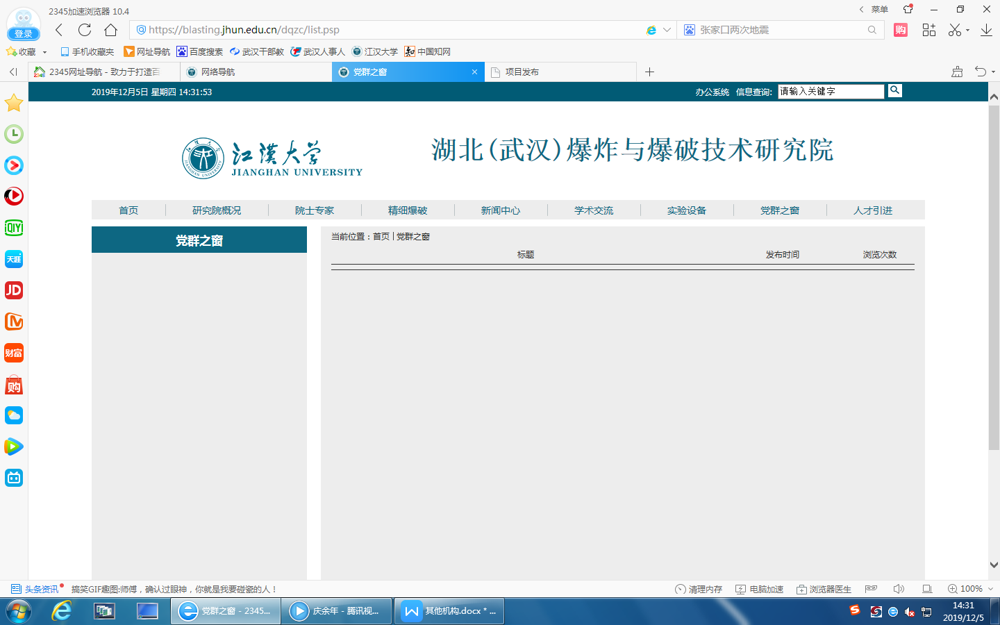 2345加速浏览器 10.4
菜单
登录
https://blasting.jhun.edu.cn/dqzc/list.psp
张家口两次地震
购
收藏 手机收藏夹 网址导航 百度搜索 武汉干部教 武汉人事人 江汉大学 中国知网
2345网址导航 - 致力于打造百 网络导航 党群之窗 项目发布
2019年12月5日 星期四 14:31:53 办公系统 信息查询: 请输入关键字
江汉大学
JIANGHAN UNIVERSITY
湖北(武汉)爆炸与爆破技术研究院
首页 研究院概况 院士专家 精细爆破 新闻中心 学术交流 实验设备 党群之窗 人才引进
党群之窗
当前位置：首页 | 党群之窗
标题 发布时间 浏览次数
iQIYI
天涯
JD
财富
购
头条资讯 搞笑GIF趣图:师傅，确认过眼神，你就是我要碰瓷的人！ 清理内存 电脑加速 浏览器医生 100%
党群之窗 - 2345... 庆余年 - 腾讯视... 其他机构.docx * ...
14:31
2019/12/5